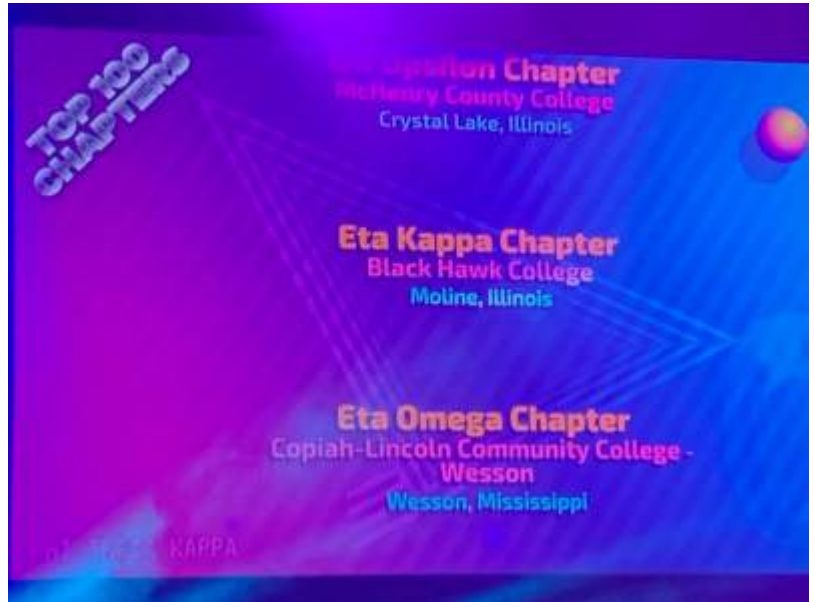 TOP 100
CHAPTERS
Upsilon Chapter
McHenry County College
Crystal Lake, Illinois
Eta Kappa Chapter
Black Hawk College
Moline, Illinois
Eta Omega Chapter
Copiah-Lincoln Community College -
Wesson
Wesson, Mississippi
KAPPA